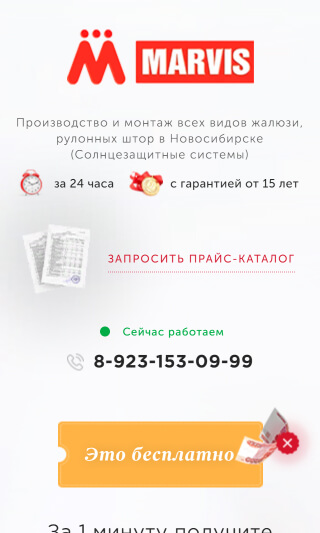 MARVIS
Производство и монтаж всех видов жалюзи,
рулонных штор в Новосибирске
(Солнцезащитные системы)
за 24 часа
с гарантией от 15 лет
ЗАПРОСИТЬ ПРАЙС-КАТАЛОГ
Сейчас работаем
8-923-153-09-99
Это бесплатно
За 1 минуту получите